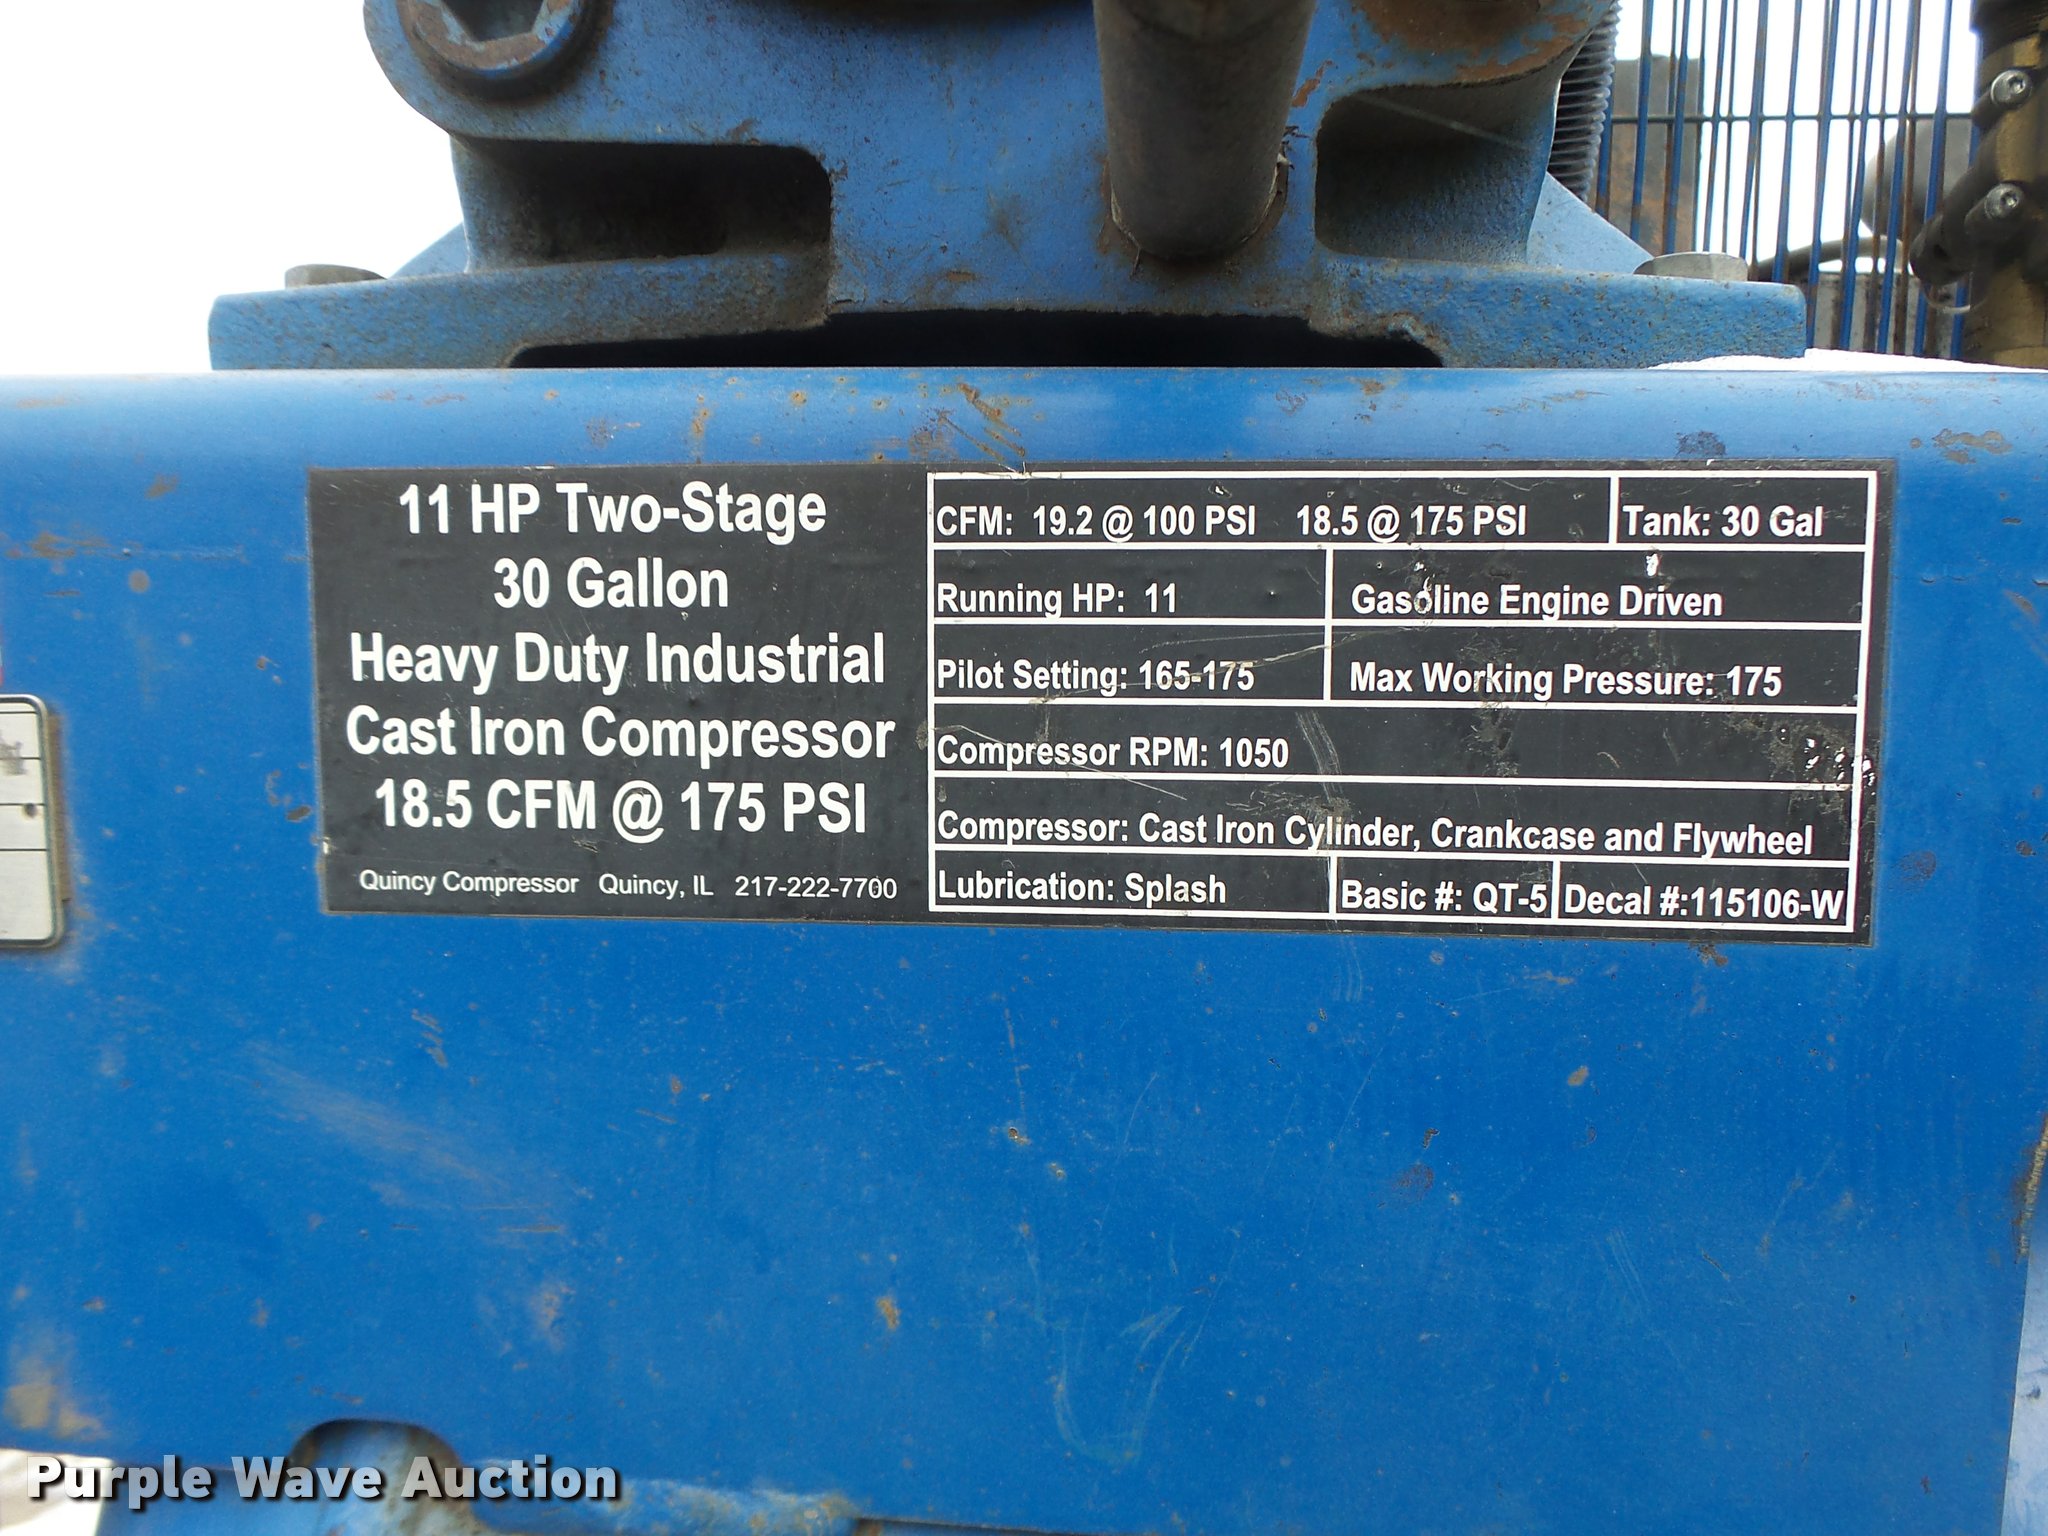 11 HP Two-Stage
30 Gallon
Heavy Duty Industrial
Cast Iron Compressor
18.5 CFM @ 175 PSI
Quincy Compressor Quincy, IL 217-222-7700
CFM: 19.2 @ 100 PSI 18.5 @ 175 PSI
Tank: 30 Gal
Running HP: 11
Gasoline Engine Driven
Pilot Setting: 165-175
Max Working Pressure: 175
Compressor RPM: 1050
Compressor: Cast Iron Cylinder, Crankcase and Flywheel
Lubrication: Splash
Basic #: QT-5
Decal #:115106-W
Purple Wave Auction